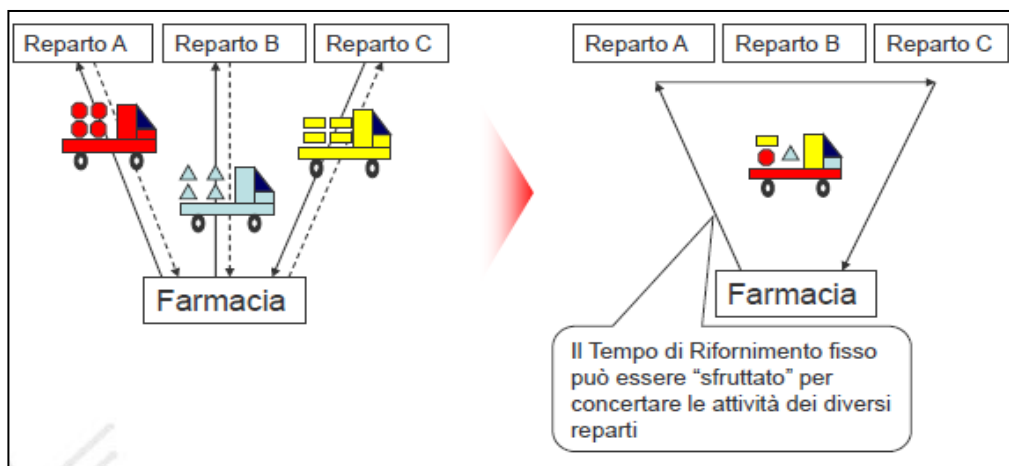 Reparto A
Reparto B
Reparto C
Farmacia
Reparto A
Reparto B
Reparto C
Farmacia
Il Tempo di Rifornimento fisso
può essere “sfruttato” per
concertare le attività dei diversi
reparti